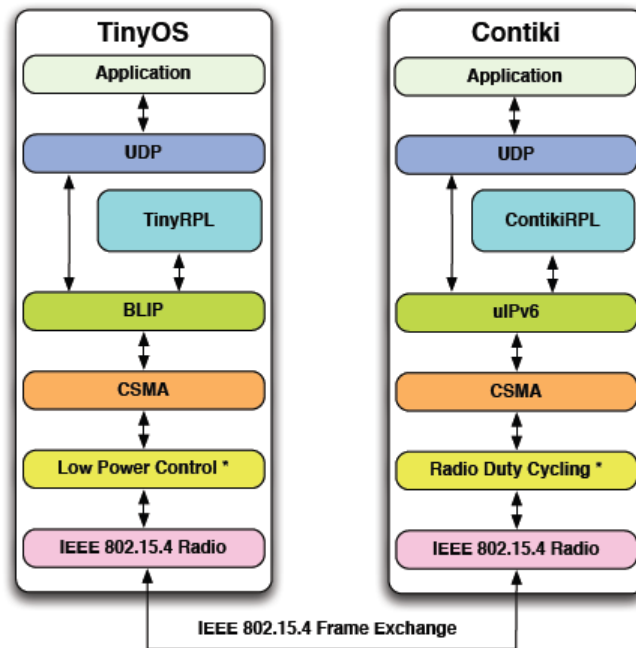 TinyOS
Application
UDP
TinyRPL
BLIP
CSMA
Low Power Control *
IEEE 802.15.4 Radio
Contiki
Application
UDP
ContikiRPL
uIPv6
CSMA
Radio Duty Cycling *
IEEE 802.15.4 Radio
IEEE 802.15.4 Frame Exchange